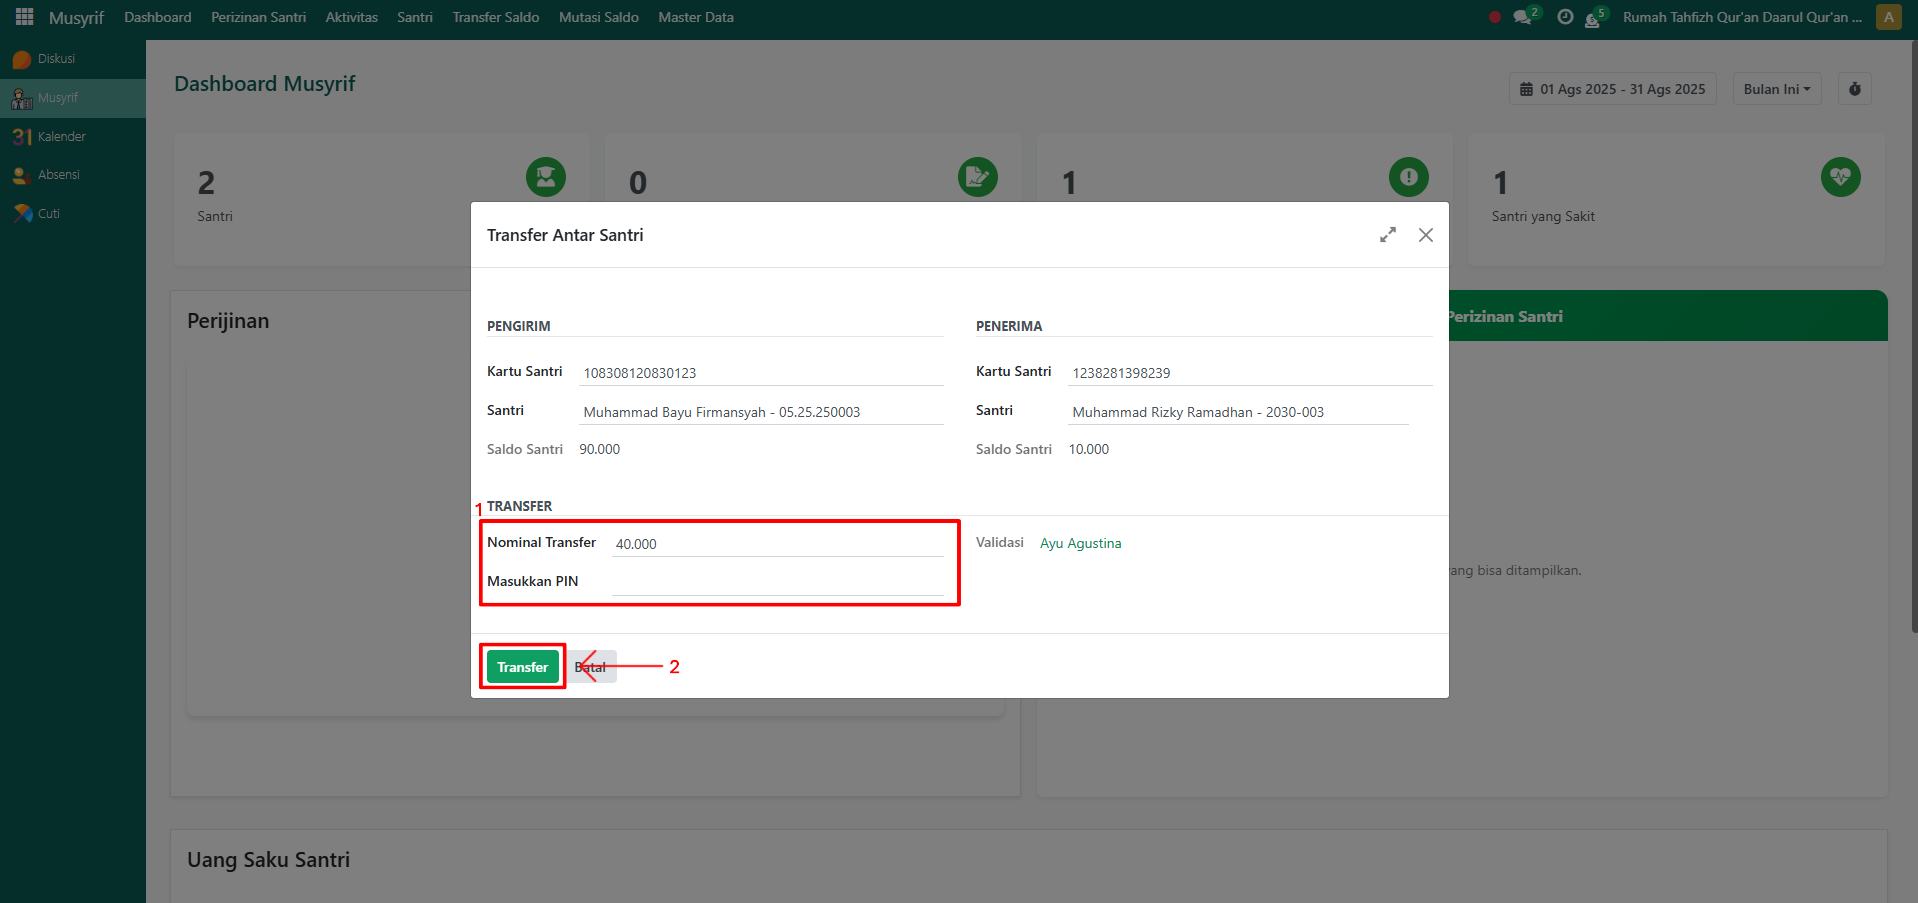 Musyrif Dashboard Perizinan Santri Aktivitas Santri Transfer Saldo Mutasi Saldo Master Data 2 5 Rumah Tahfizh Qur'an Daarul Qur'an ... A
Diskusi
Musyrif
31 Kalender
Absensi
Cuti
Dashboard Musyrif
01 Ags 2025 - 31 Ags 2025 Bulan Ini
2
Santri
0
1
1
Santri yang Sakit
Perijinan
Perizinan Santri
yang bisa ditampilkan.
Transfer Antar Santri
PENGIRIM
Kartu Santri 108308120830123
Santri Muhammad Bayu Firmansyah - 05.25.250003
Saldo Santri 90.000
PENERIMA
Kartu Santri 1238281398239
Santri Muhammad Rizky Ramadhan - 2030-003
Saldo Santri 10.000
1 TRANSFER
Nominal Transfer 40.000
Masukkan PIN
Validasi Ayu Agustina
Transfer Batal 2
Uang Saku Santri